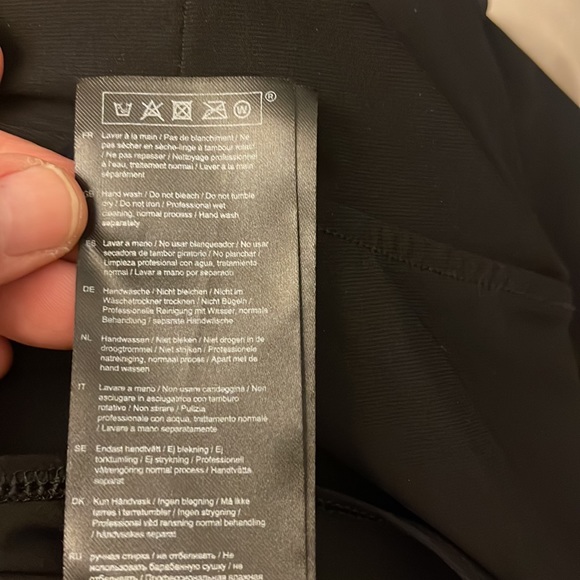 W ®
FR Laver à la main / Pas de blanchiment / Ne
pas sécher en sèche-linge à tambour rotatif
/ Ne pas repasser / Nettoyage professionnel
à l'eau, traitement normal / Laver à la main
séparément
GB Hand wash / Do not bleach / Do not tumble
dry / Do not iron / Professional wet
cleaning, normal process / Hand wash
separately
ES Lavar a mano / No usar blanqueador / No usar
secadora de tambor giratorio / No planchar /
Limpieza profesional con agua, tratamiento
normal / Lavar a mano por separado
DE Handwäsche / Nicht bleichen / Nicht im
Wäschetrockner trocknen / Nicht Bügeln /
Professionelle Reinigung mit Wasser, normale
Behandlung / separate Handwäsche
NL Handwassen / Niet bleken / Niet drogen in de
droogtrommel / Niet strijken / Professionele
natreiniging, normaal proces / Apart met de
hand wassen
IT Lavare a mano / Non usare candeggina / Non
asciugare in asciugatrice con tamburo
rotativo / Non stirare / Pulizia
professionale con acqua, trattamento normale
/ Lavare a mano separatamente
SE Endast handtvätt / Ej blekning / Ej
torktumling / Ej strykning / Professionell
våtrengöring normal process / Handtvätta
separat
DK Kun Håndvask / Ingen blegning / Må ikke
tørres i tørretumbler / Ingen strygning /
Professionel våd rensning normal behandling
/ håndvaskes separat
RU ручная стирка / не отбеливать / Не
использовать барабанную сушку / не
отпаривать / Профессиональная влажная